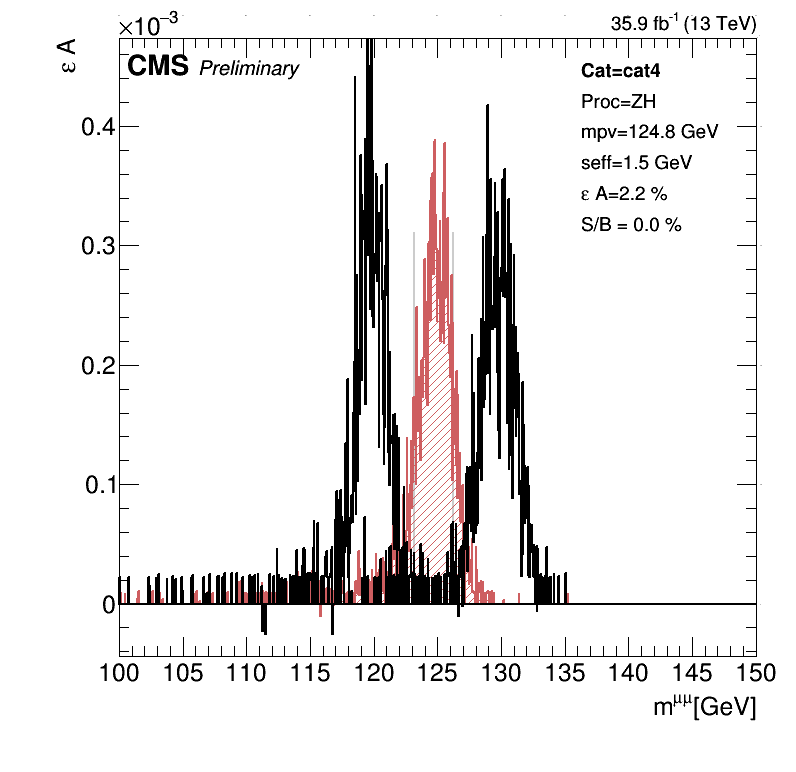 ×10⁻³
35.9 fb⁻¹ (13 TeV)
ε A
CMS Preliminary
Cat=cat4
Proc=ZH
mpv=124.8 GeV
seff=1.5 GeV
ε A=2.2 %
S/B = 0.0 %
0.4
0.3
0.2
0.1
0
100 105 110 115 120 125 130 135 140 145 150
m^μμ[GeV]